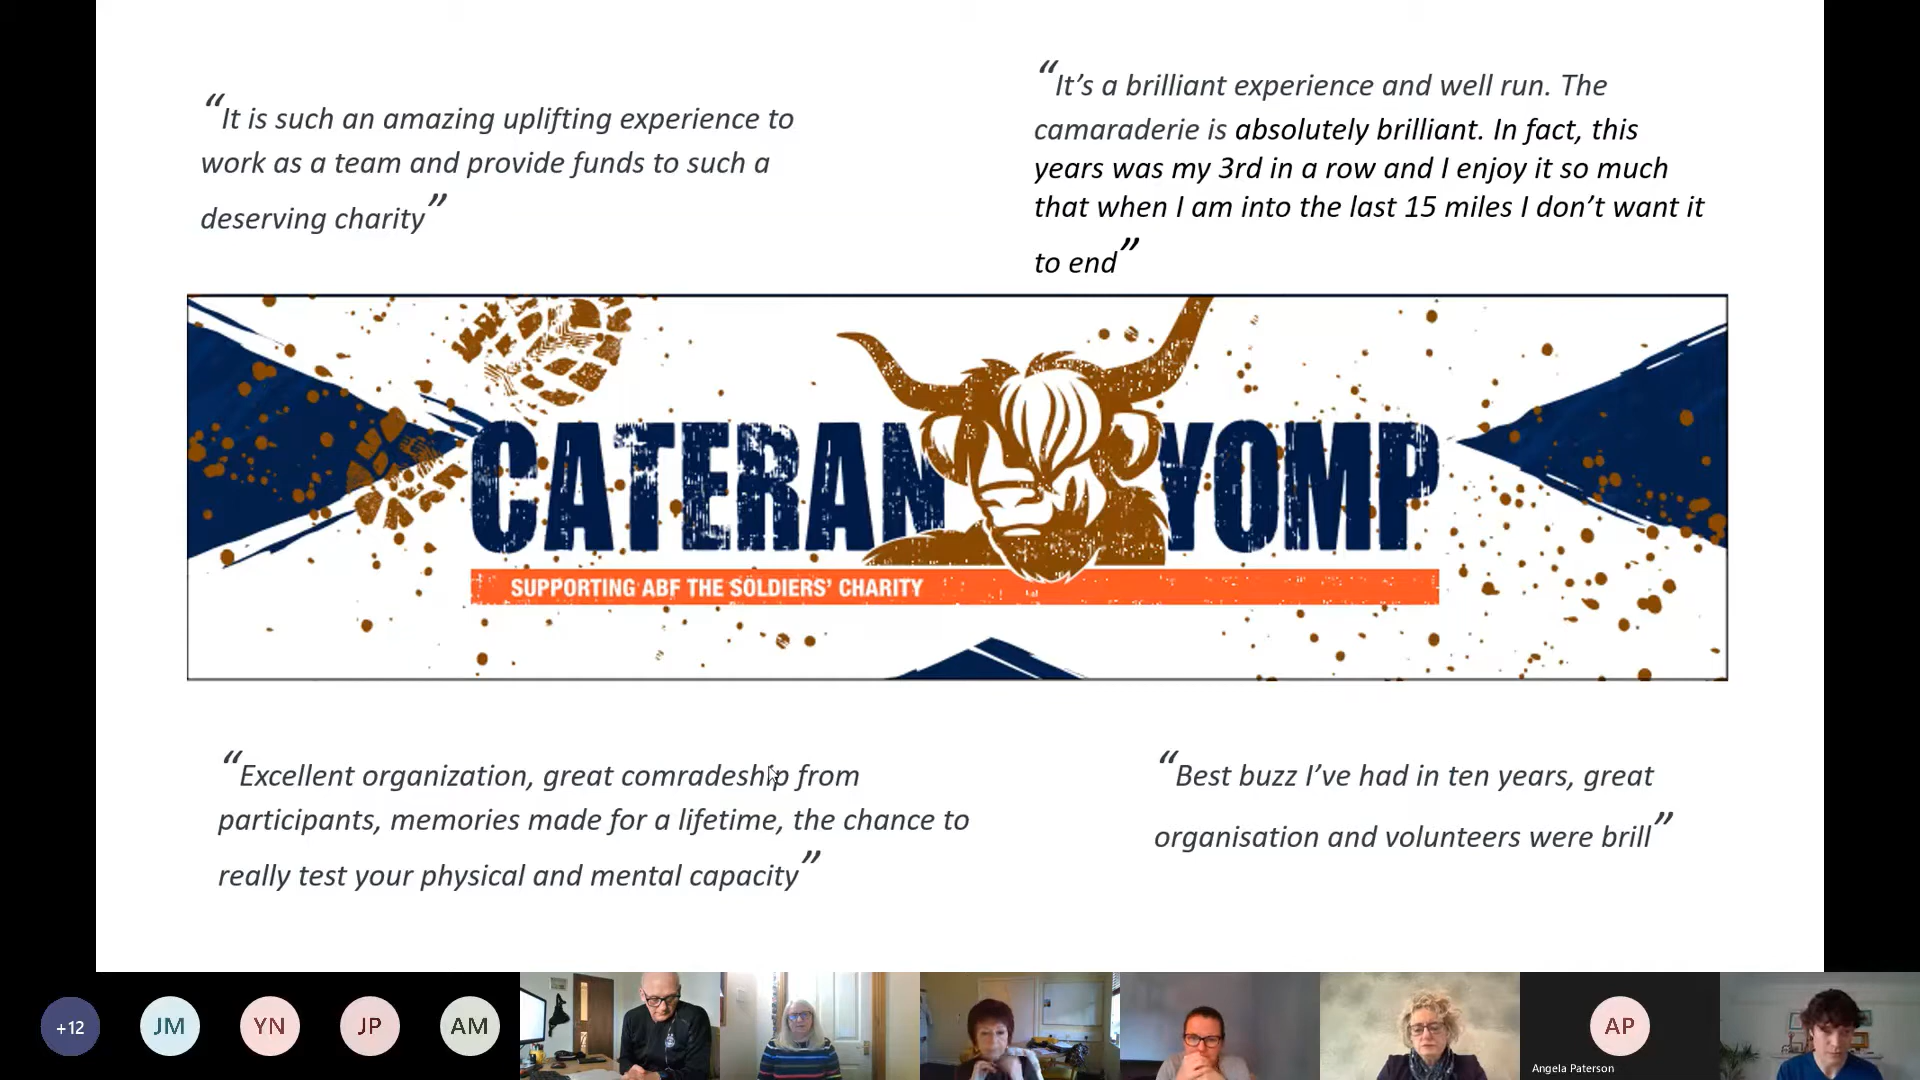 “It is such an amazing uplifting experience to
work as a team and provide funds to such a
deserving charity”
“It’s a brilliant experience and well run. The
camaraderie is absolutely brilliant. In fact, this
years was my 3rd in a row and I enjoy it so much
that when I am into the last 15 miles I don’t want it
to end”
CATERAN YOMP
SUPPORTING ABF THE SOLDIERS’ CHARITY
“Excellent organization, great comradeship from
participants, memories made for a lifetime, the chance to
really test your physical and mental capacity”
“Best buzz I’ve had in ten years, great
organisation and volunteers were brill”
+12
JM
YN
JP
AM
AP
Angela Paterson